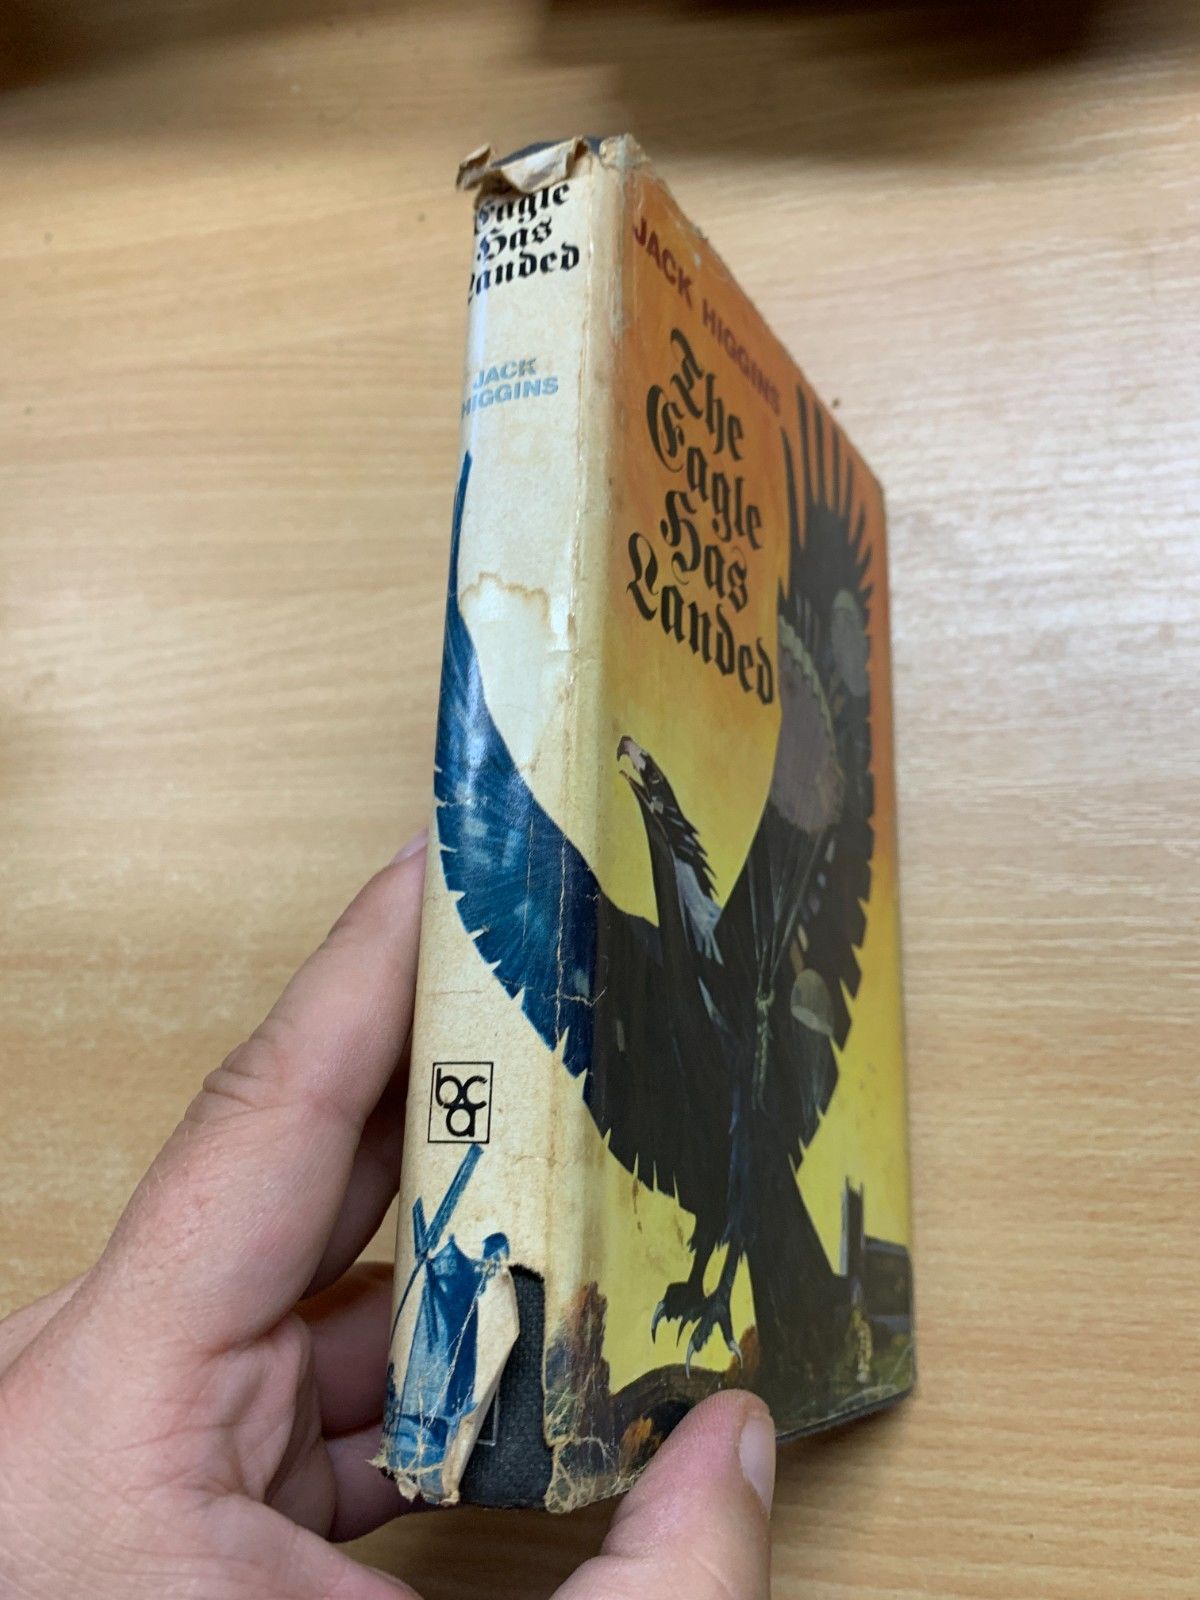 Eagle
Has
Landed
JACK
HIGGINS
bca
JACK HIGGINS
The
Eagle
Has
Landed